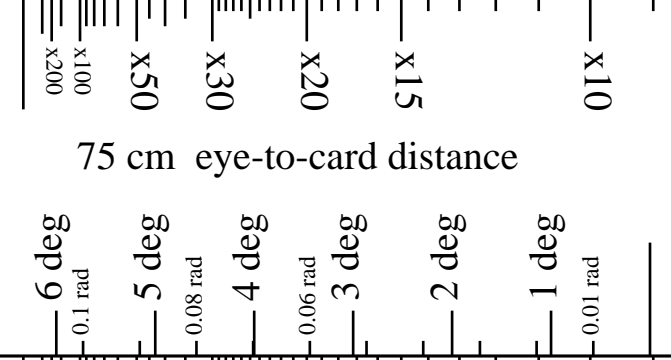 x200 x100 x50 x30 x20 x15 x10
75 cm eye-to-card distance
6 deg 0.1 rad 5 deg 0.08 rad 4 deg 0.06 rad 3 deg 2 deg 1 deg 0.01 rad